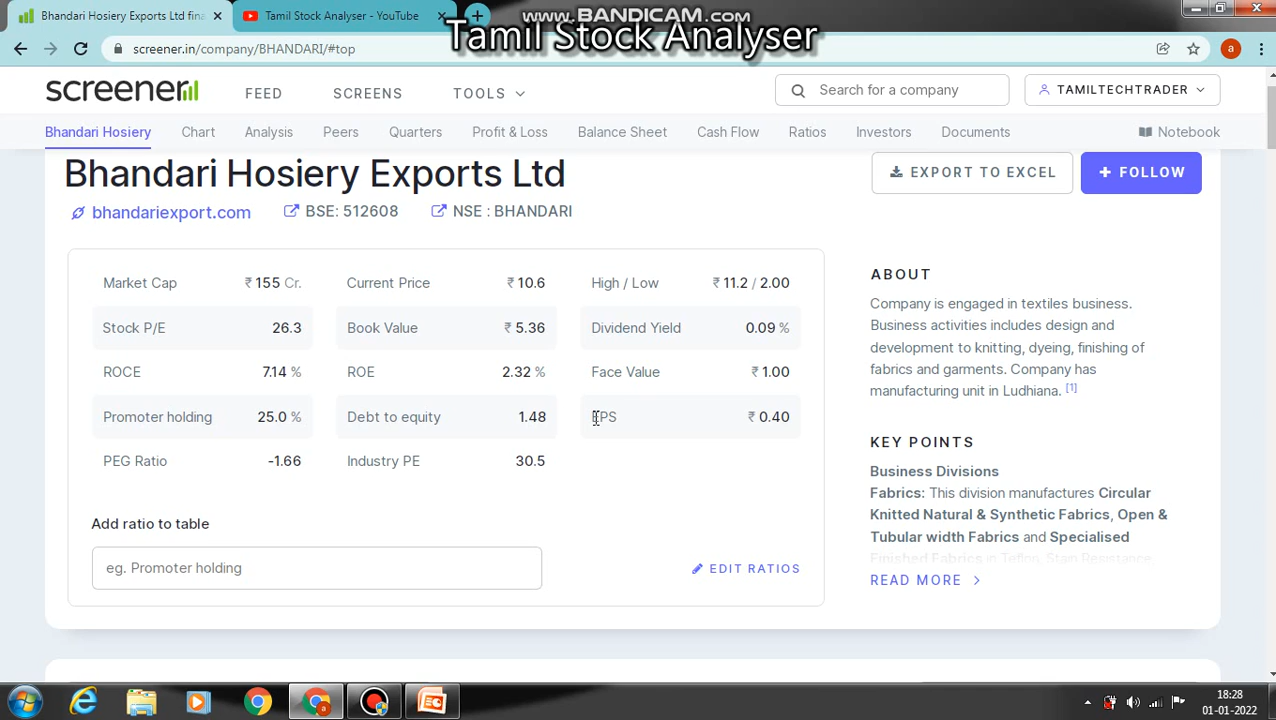 Bhandari Hosiery Exports Ltd fina
Tamil Stock Analyser - YouTube
www.BANDICAM.com
Tamil Stock Analyser
screener.in/company/BHANDARI/#top
a
screener
FEED
SCREENS
TOOLS
Search for a company
TAMILTECHTRADER
Bhandari Hosiery
Chart
Analysis
Peers
Quarters
Profit & Loss
Balance Sheet
Cash Flow
Ratios
Investors
Documents
Notebook
Bhandari Hosiery Exports Ltd
EXPORT TO EXCEL
+ FOLLOW
bhandariexport.com
BSE: 512608
NSE : BHANDARI
Market Cap ₹ 155 Cr.
Current Price ₹ 10.6
High / Low ₹ 11.2 / 2.00
Stock P/E 26.3
Book Value ₹ 5.36
Dividend Yield 0.09 %
ROCE 7.14 %
ROE 2.32 %
Face Value ₹ 1.00
Promoter holding 25.0 %
Debt to equity 1.48
EPS ₹ 0.40
PEG Ratio -1.66
Industry PE 30.5
Add ratio to table
eg. Promoter holding
EDIT RATIOS
ABOUT
Company is engaged in textiles business.
Business activities includes design and
development to knitting, dyeing, finishing of
fabrics and garments. Company has
manufacturing unit in Ludhiana. [1]
KEY POINTS
Business Divisions
Fabrics: This division manufactures Circular
Knitted Natural & Synthetic Fabrics, Open &
Tubular width Fabrics and Specialised
Finished Fabrics in Teflon, Stain Resistance,
READ MORE
18:28
01-01-2022